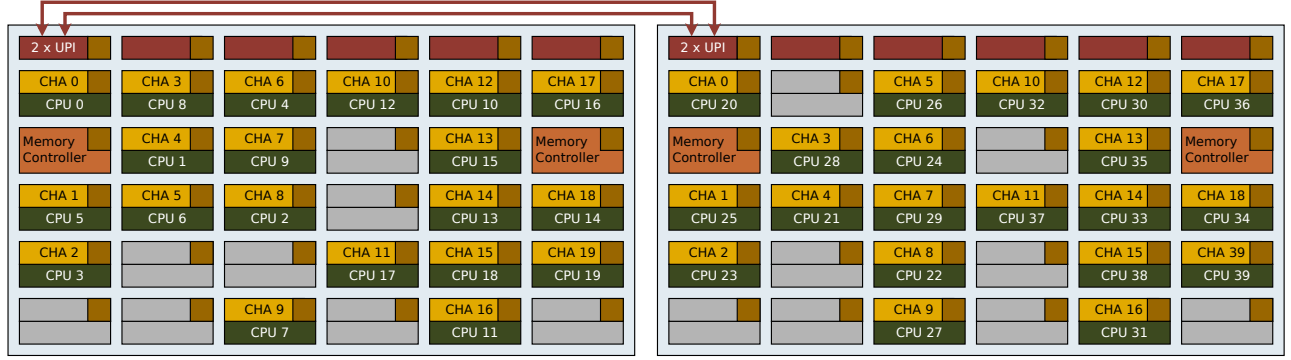 2 x UPI
CHA 0 CHA 3 CHA 6 CHA 10 CHA 12 CHA 17
CPU 0 CPU 8 CPU 4 CPU 12 CPU 10 CPU 16
Memory Controller CHA 4 CHA 7 CHA 13 Memory Controller
CPU 1 CPU 9 CPU 15
CHA 1 CHA 5 CHA 8 CHA 14 CHA 18
CPU 5 CPU 6 CPU 2 CPU 13 CPU 14
CHA 2 CHA 11 CHA 15 CHA 19
CPU 3 CPU 17 CPU 18 CPU 19
CHA 9 CHA 16
CPU 7 CPU 11
2 x UPI
CHA 0 CHA 5 CHA 10 CHA 12 CHA 17
CPU 20 CPU 26 CPU 32 CPU 30 CPU 36
Memory Controller CHA 3 CHA 6 CHA 13 Memory Controller
CPU 28 CPU 24 CPU 35
CHA 1 CHA 4 CHA 7 CHA 11 CHA 14 CHA 18
CPU 25 CPU 21 CPU 29 CPU 37 CPU 33 CPU 34
CHA 2 CHA 8 CHA 15 CHA 39
CPU 23 CPU 22 CPU 38 CPU 39
CHA 9 CHA 16
CPU 27 CPU 31